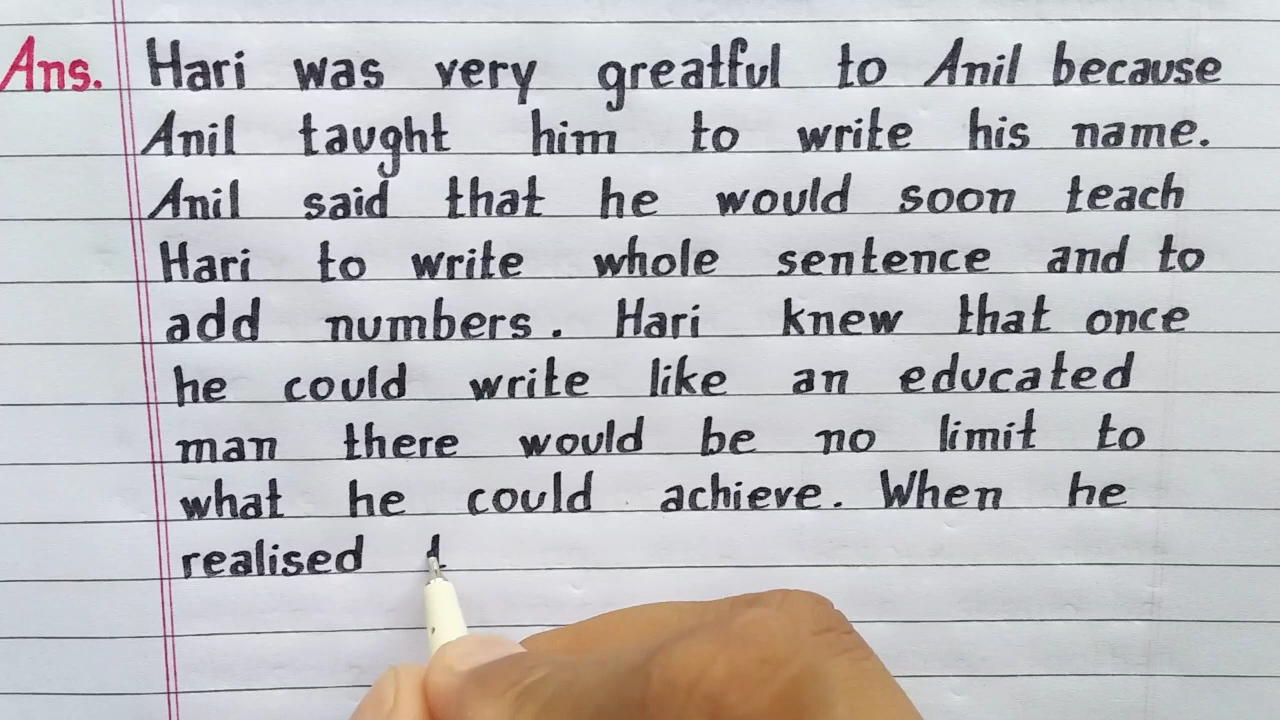 Ans. Hari was very greatful to Anil because
Anil taught him to write his name.
Anil said that he would soon teach
Hari to write whole sentence and to
add numbers. Hari knew that once
he could write like an educated
man there would be no limit to
what he could achieve. When he
realised